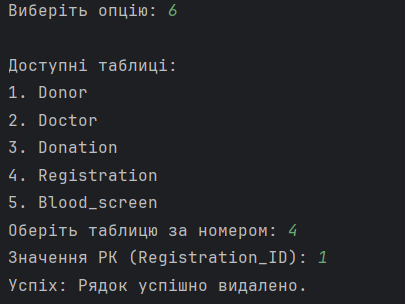 Виберіть опцію: 6
Доступні таблиці:
1. Donor
2. Doctor
3. Donation
4. Registration
5. Blood_screen
Оберіть таблицю за номером: 4
Значення PK (Registration_ID): 1
Успіх: Рядок успішно видалено.